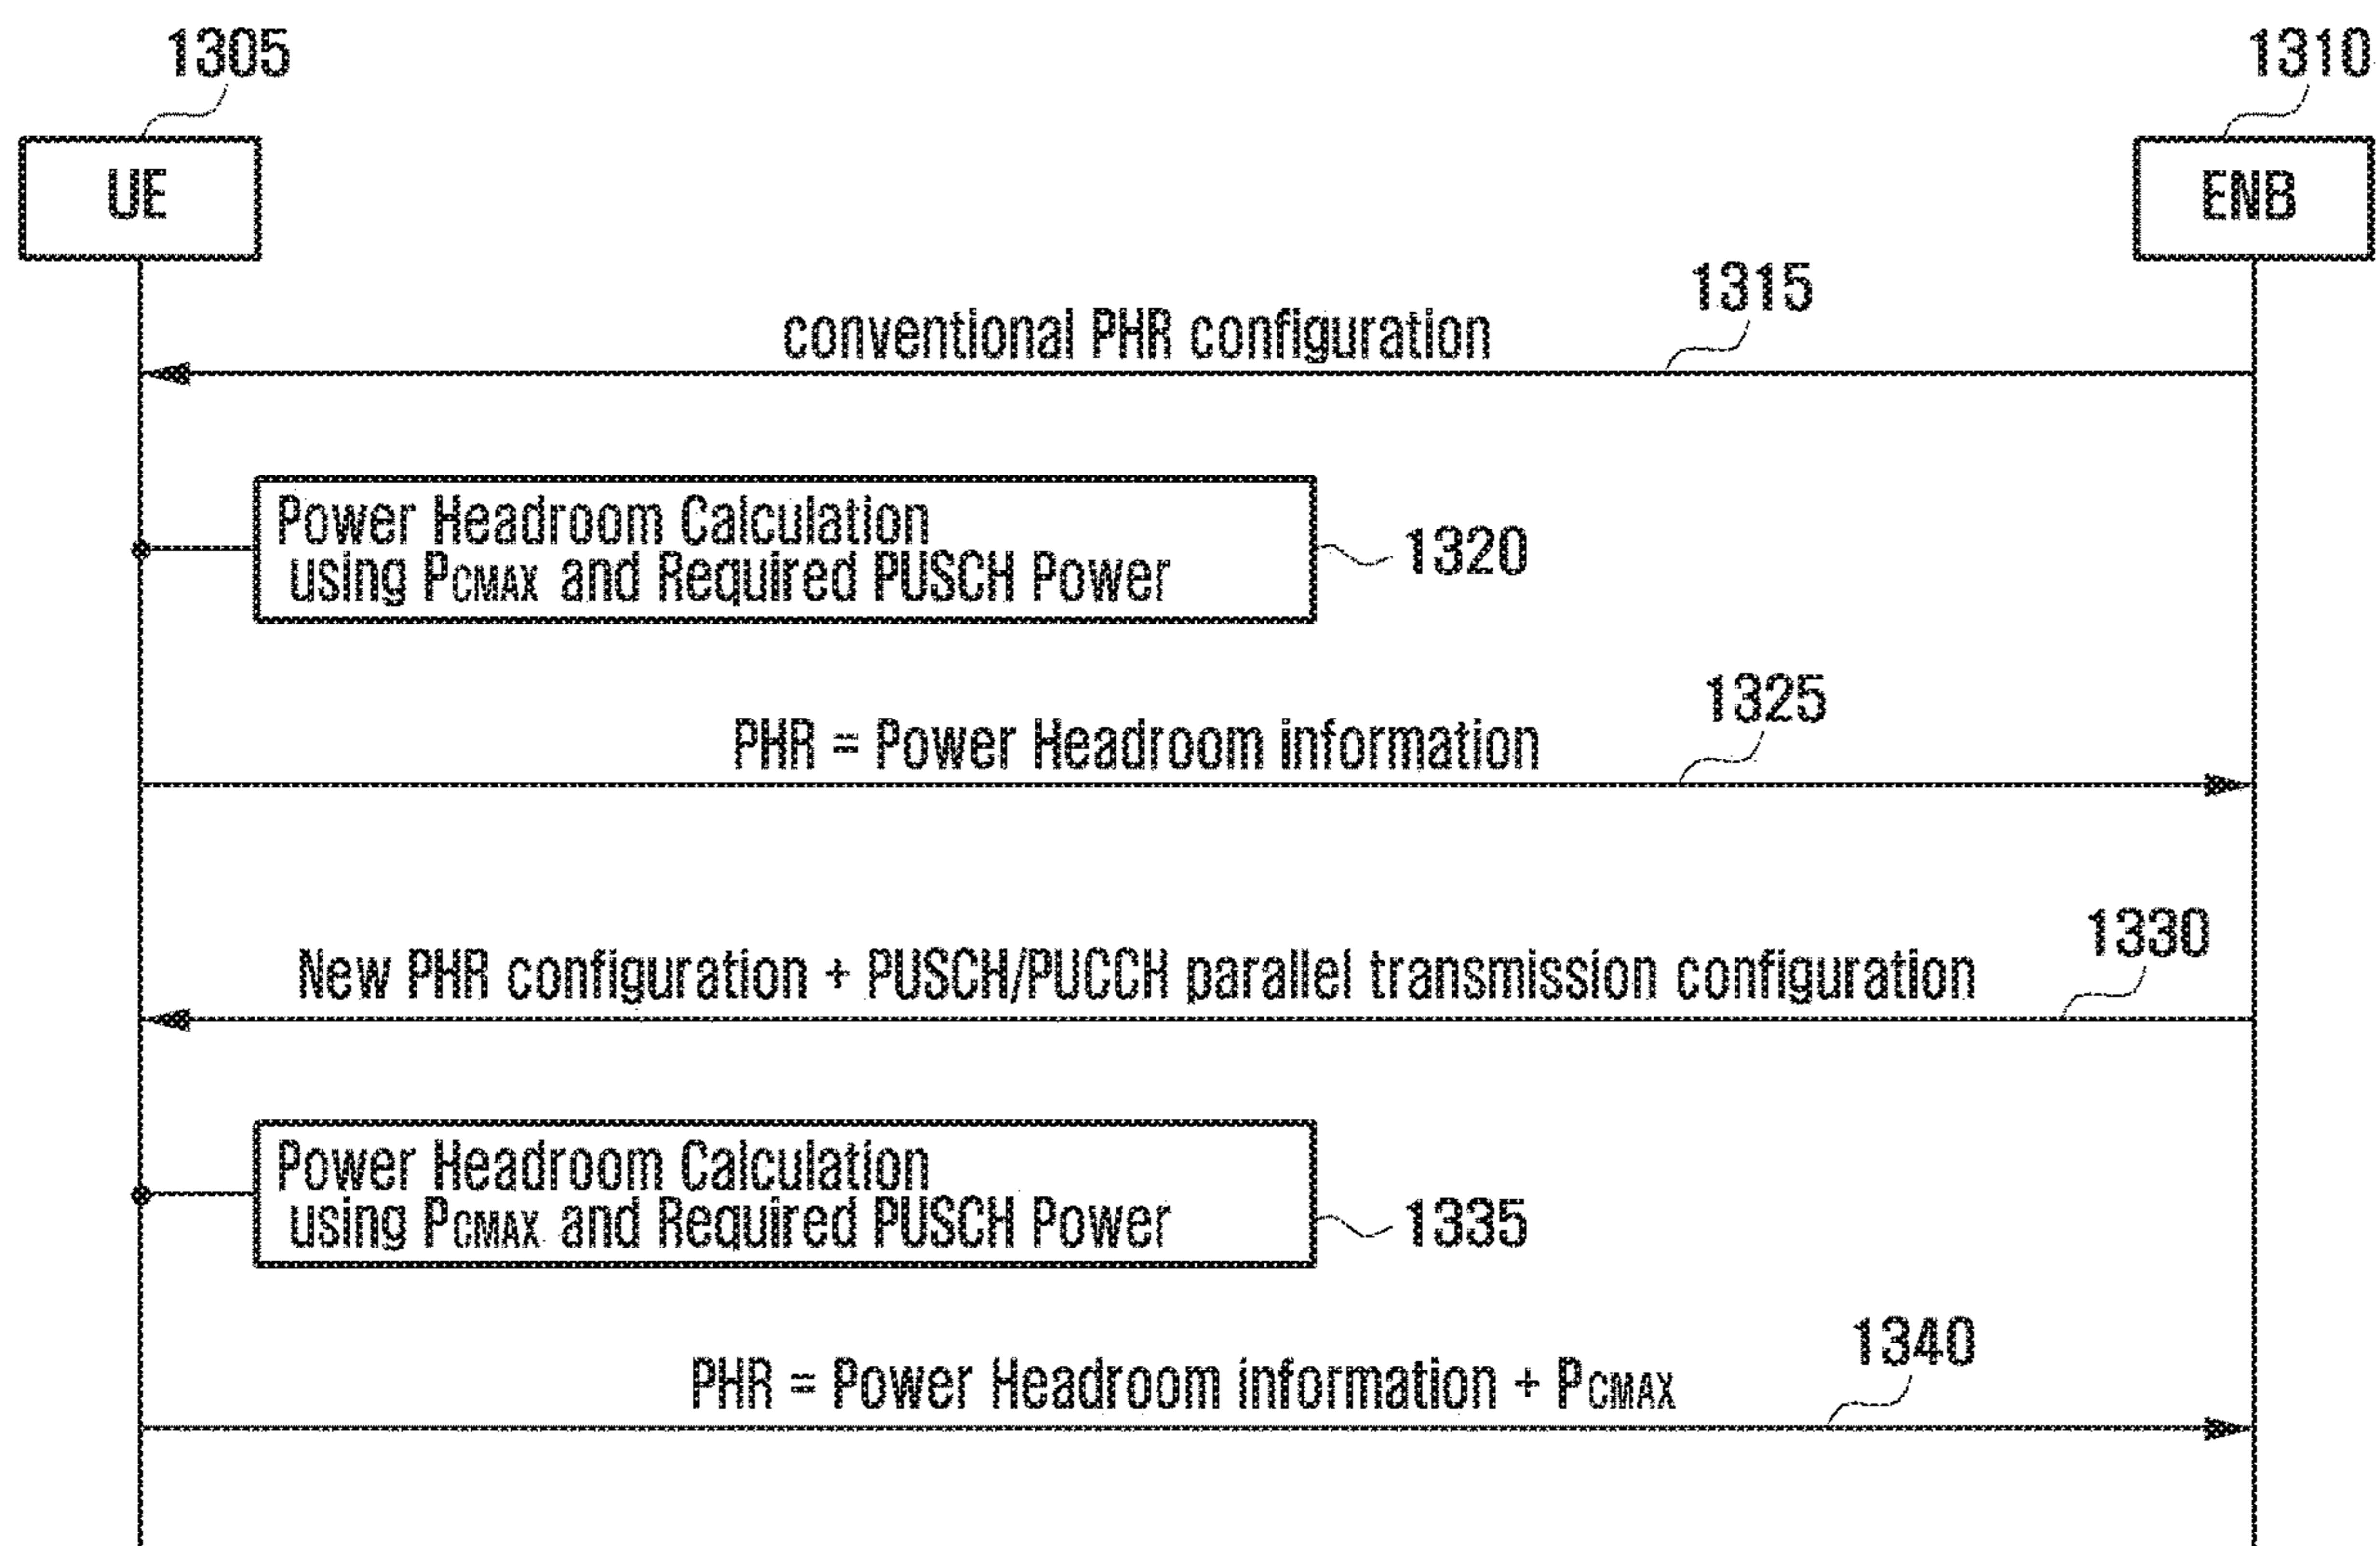 1305
1310
UE
ENB
1315
conventional PHR configuration
Power Headroom Calculation
using PCMAX and Required PUSCH Power
1320
1325
PHR = Power Headroom information
1330
New PHR configuration + PUSCH/PUCCH parallel transmission configuration
Power Headroom Calculation
using PCMAX and Required PUSCH Power
1335
1340
PHR = Power Headroom information + PCMAX